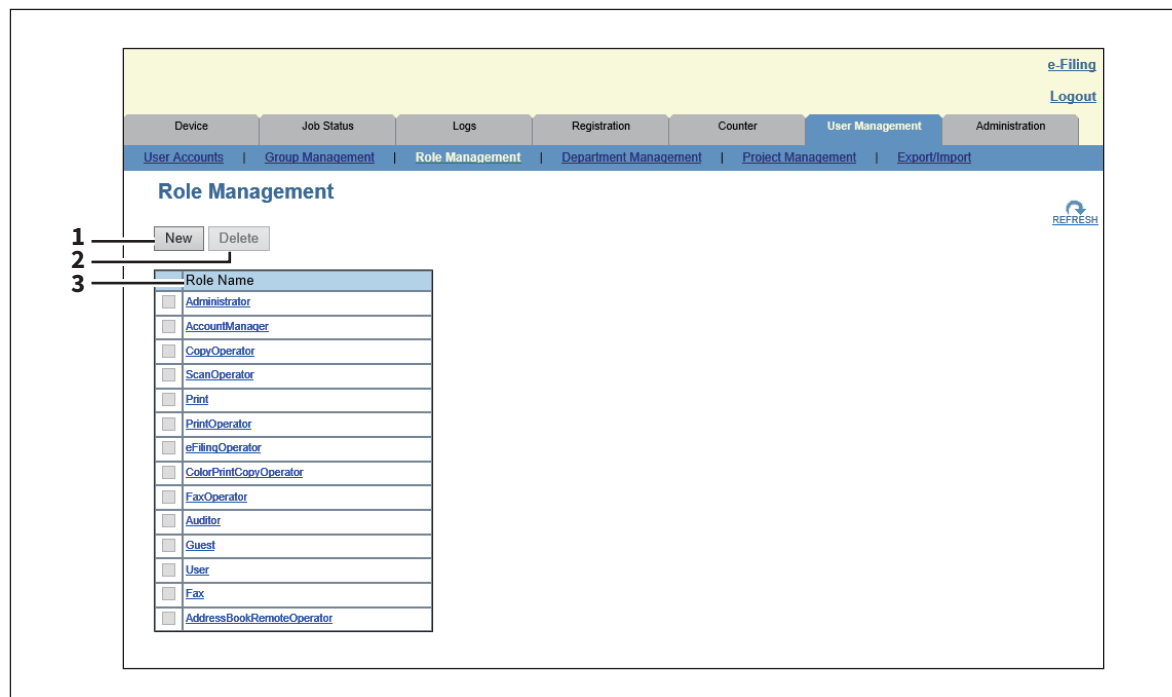 e-Filing
Logout
Device Job Status Logs Registration Counter User Management Administration
User Accounts | Group Management | Role Management | Department Management | Project Management | Export/Import
Role Management
REFRESH
1 New Delete
2
3 Role Name
Administrator
AccountManager
CopyOperator
ScanOperator
Print
PrintOperator
eFilingOperator
ColorPrintCopyOperator
FaxOperator
Auditor
Guest
User
Fax
AddressBookRemoteOperator